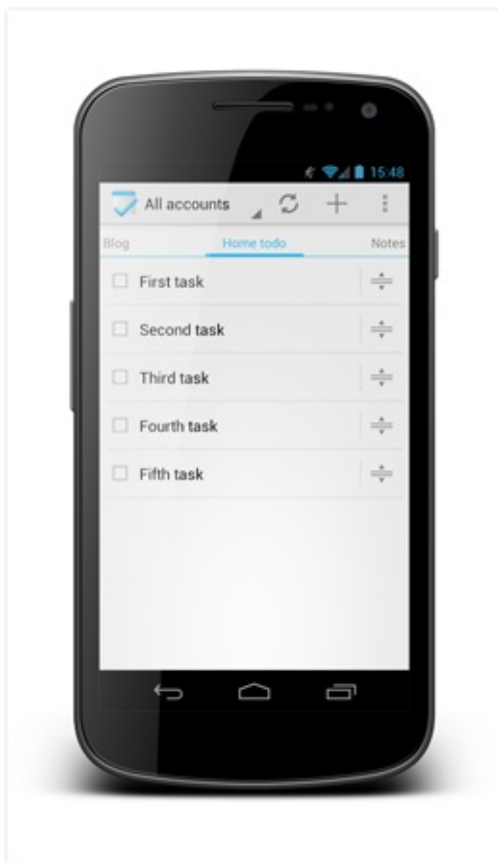 15:48
All accounts
Blog Home todo Notes
First task
Second task
Third task
Fourth task
Fifth task